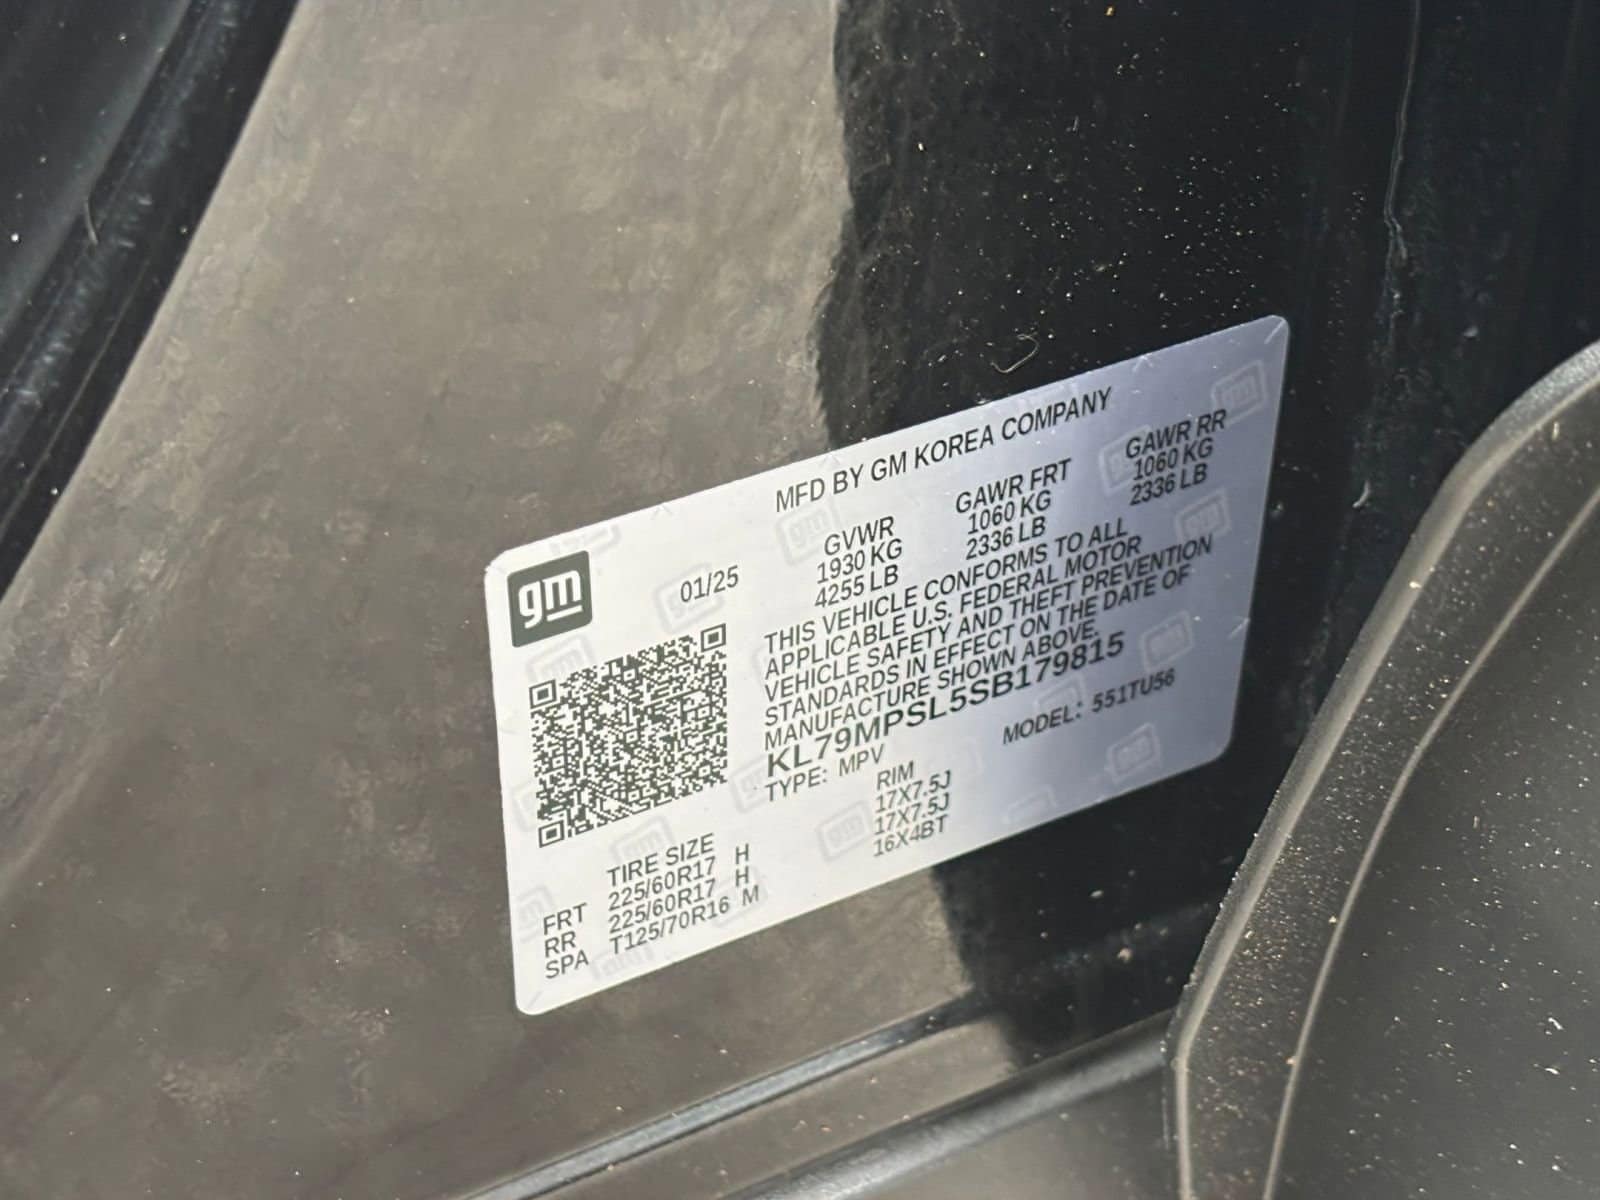 gm
MFD BY GM KOREA COMPANY
01/25
GVWR GAWR FRT GAWR RR
1930 KG 1060 KG 1060 KG
4255 LB 2336 LB 2336 LB
THIS VEHICLE CONFORMS TO ALL
APPLICABLE U.S. FEDERAL MOTOR
VEHICLE SAFETY AND THEFT PREVENTION
STANDARDS IN EFFECT ON THE DATE OF
MANUFACTURE SHOWN ABOVE.
KL79MPSL5SB179815
TYPE: MPV MODEL: 551TU56
TIRE SIZE RIM
FRT 225/60R17 H 17X7.5J
RR 225/60R17 H 17X7.5J
SPA T125/70R16 M 16X4BT